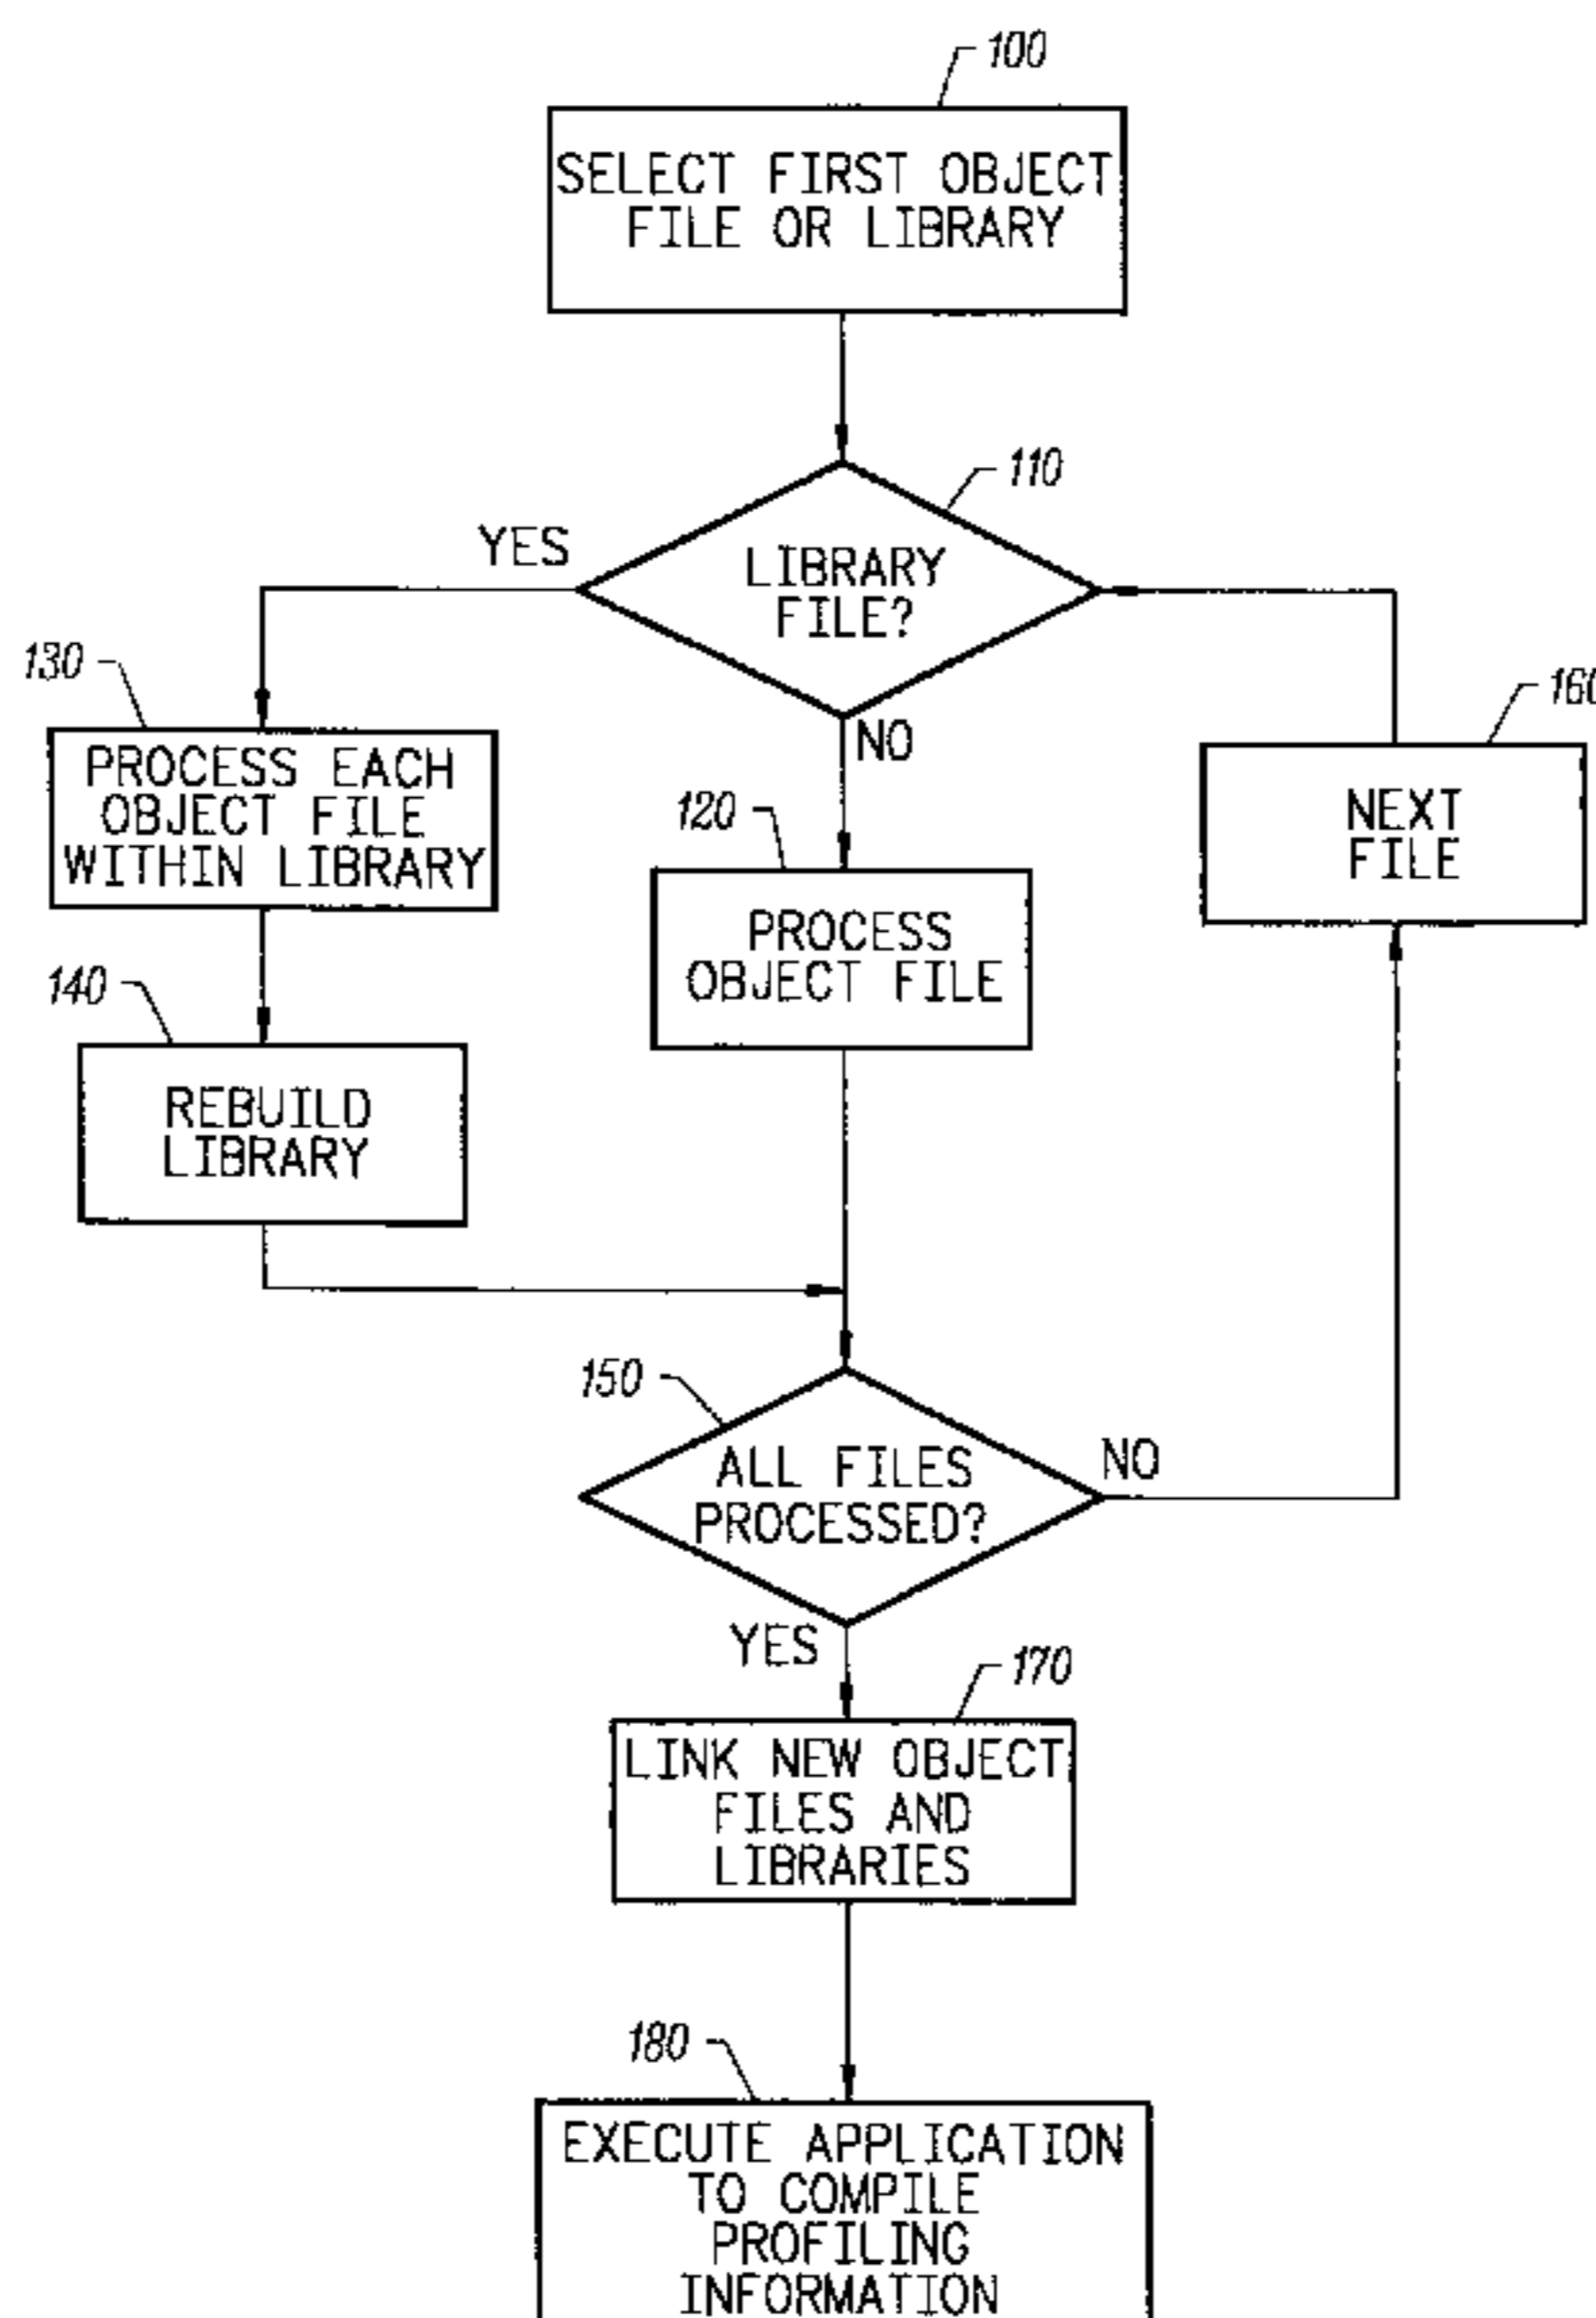 100
SELECT FIRST OBJECT
FILE OR LIBRARY
110
YES
LIBRARY
FILE?
NO
130
PROCESS EACH
OBJECT FILE
WITHIN LIBRARY
120
PROCESS
OBJECT FILE
160
NEXT
FILE
140
REBUILD
LIBRARY
150
ALL FILES
PROCESSED?
NO
YES
170
LINK NEW OBJECT
FILES AND
LIBRARIES
180
EXECUTE APPLICATION
TO COMPILE
PROFILING
INFORMATION